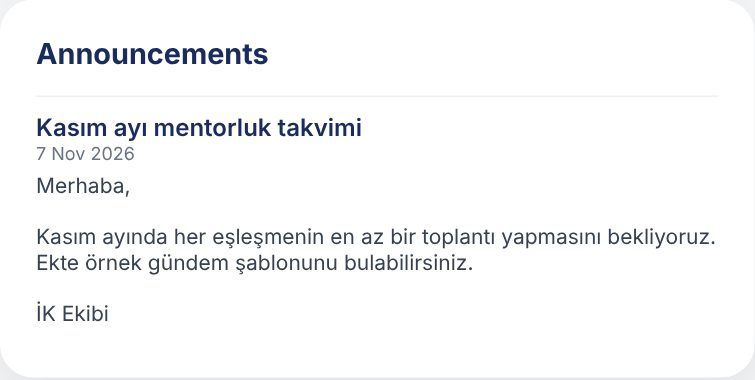 Announcements
Kasım ayı mentorluk takvimi
7 Nov 2026
Merhaba,
Kasım ayında her eşleşmenin en az bir toplantı yapmasını bekliyoruz.
Ekte örnek gündem şablonunu bulabilirsiniz.
İK Ekibi